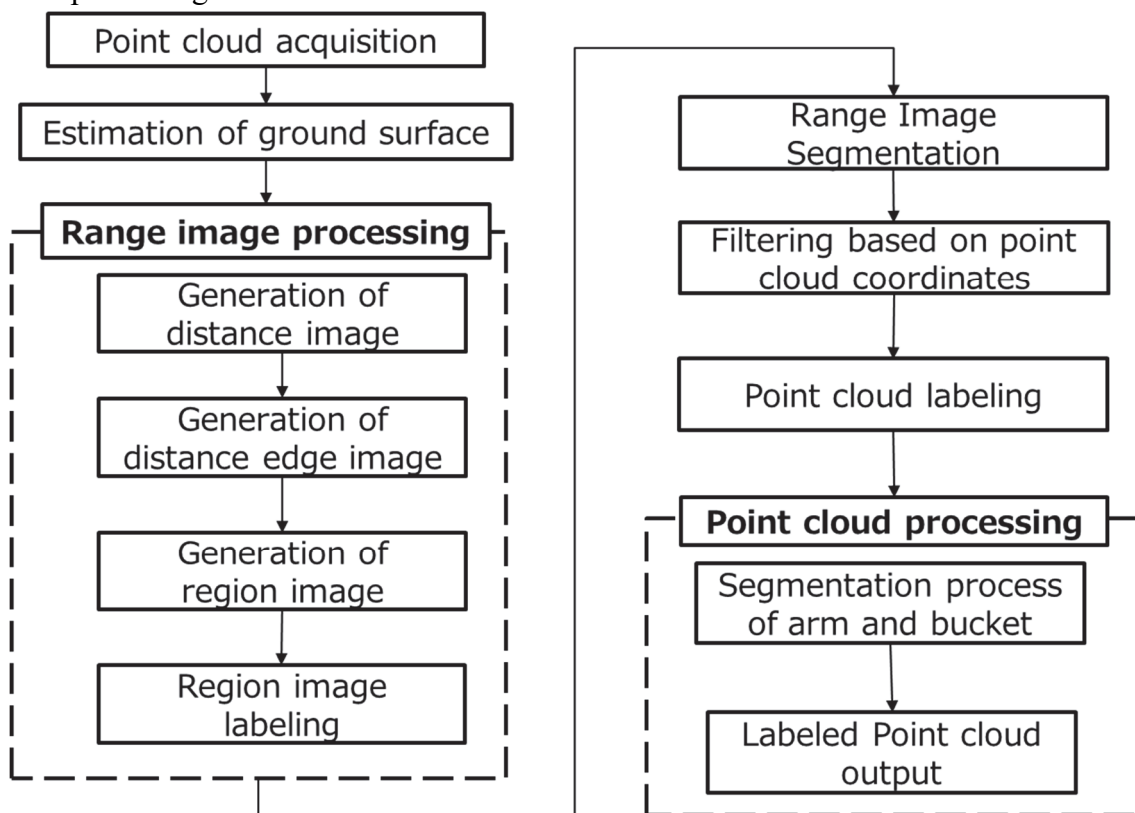 Point cloud acquisition
Estimation of ground surface
Range image processing
Generation of
distance image
Generation of
distance edge image
Generation of
region image
Region image
labeling
Range Image
Segmentation
Filtering based on point
cloud coordinates
Point cloud labeling
Point cloud processing
Segmentation process
of arm and bucket
Labeled Point cloud
output